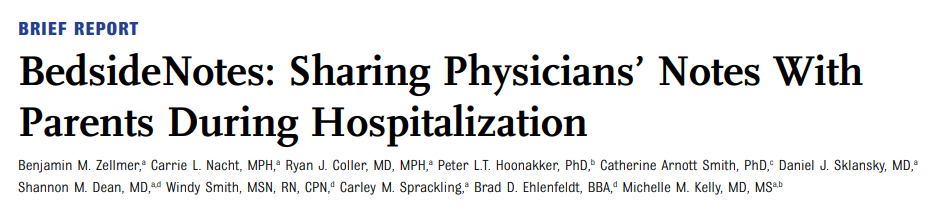 BRIEF REPORT
BedsideNotes: Sharing Physicians’ Notes With
Parents During Hospitalization
Benjamin M. Zellmer,ᵃ Carrie L. Nacht, MPH,ᵃ Ryan J. Coller, MD, MPH,ᵃ Peter L.T. Hoonakker, PhD,ᵇ Catherine Arnott Smith, PhD,ᶜ Daniel J. Sklansky, MD,ᵃ
Shannon M. Dean, MD,ᵃ,ᵈ Windy Smith, MSN, RN, CPN,ᵈ Carley M. Sprackling,ᵃ Brad D. Ehlenfeldt, BBA,ᵈ Michelle M. Kelly, MD, MSᵃ,ᵇ